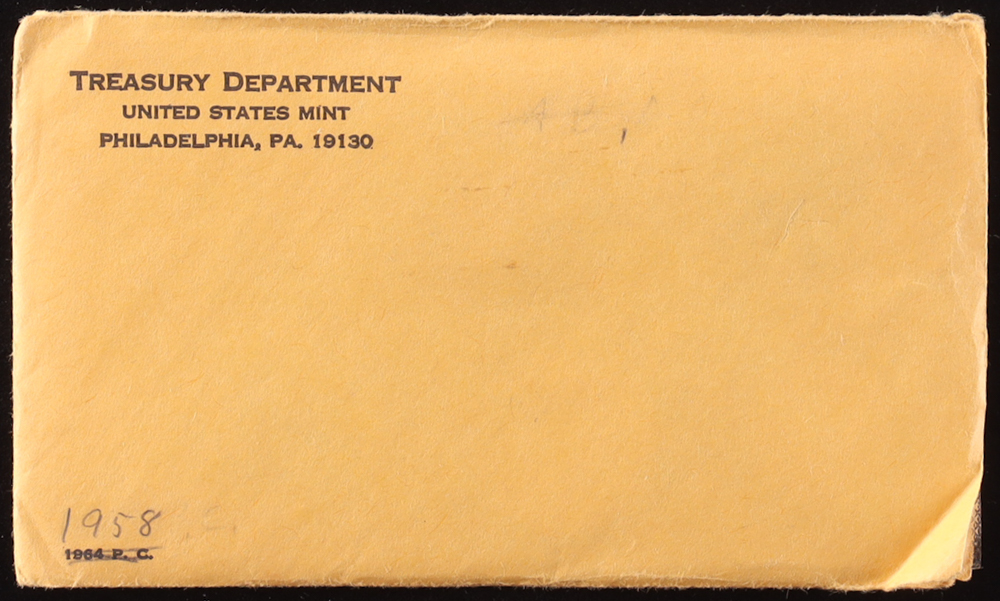 TREASURY DEPARTMENT
UNITED STATES MINT
PHILADELPHIA, PA. 19130
1958
1964 P. C.